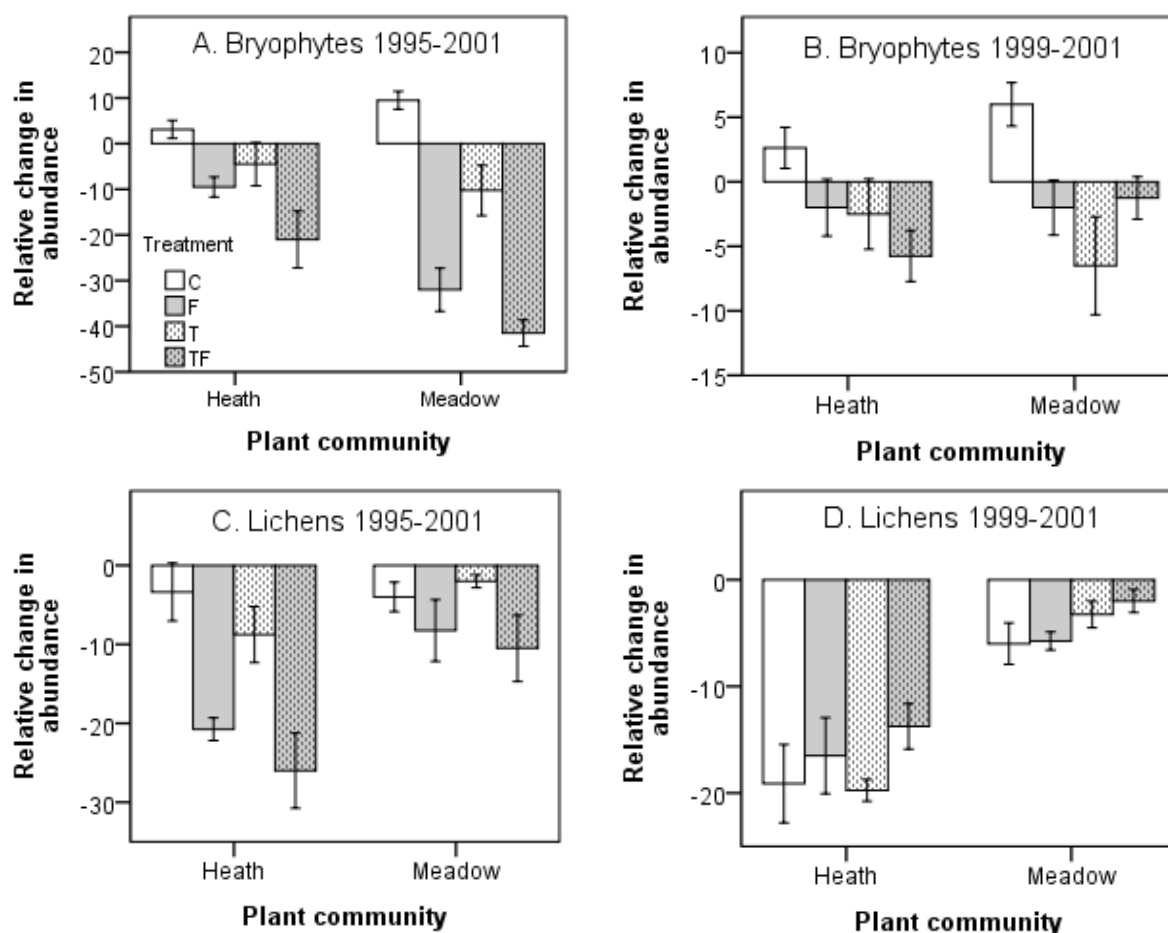 A. Bryophytes 1995-2001
Relative change in
abundance
20
10
0
-10
-20
-30
-40
-50
Treatment
C
F
T
TF
Heath
Meadow
Plant community
B. Bryophytes 1999-2001
Relative change in
abundance
10
5
0
-5
-10
-15
Heath
Meadow
Plant community
C. Lichens 1995-2001
Relative change in
abundance
0
-10
-20
-30
Heath
Meadow
Plant community
D. Lichens 1999-2001
Relative change in
abundance
0
-10
-20
Heath
Meadow
Plant community